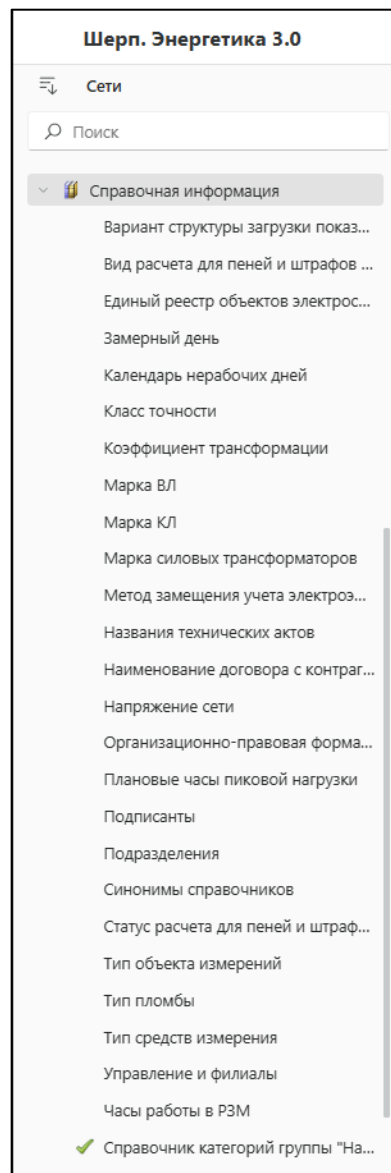 Шерп. Энергетика 3.0
Сети
Поиск
Справочная информация
Вариант структуры загрузки показ...
Вид расчета для пеней и штрафов ...
Единый реестр объектов электрос...
Замерный день
Календарь нерабочих дней
Класс точности
Коэффициент трансформации
Марка ВЛ
Марка КЛ
Марка силовых трансформаторов
Метод замещения учета электроэ...
Названия технических актов
Наименование договора с контраг...
Напряжение сети
Организационно-правовая форма...
Плановые часы пиковой нагрузки
Подписанты
Подразделения
Синонимы справочников
Статус расчета для пеней и штраф...
Тип объекта измерений
Тип пломбы
Тип средств измерения
Управление и филиалы
Часы работы в РЗМ
Справочник категорий группы "На...